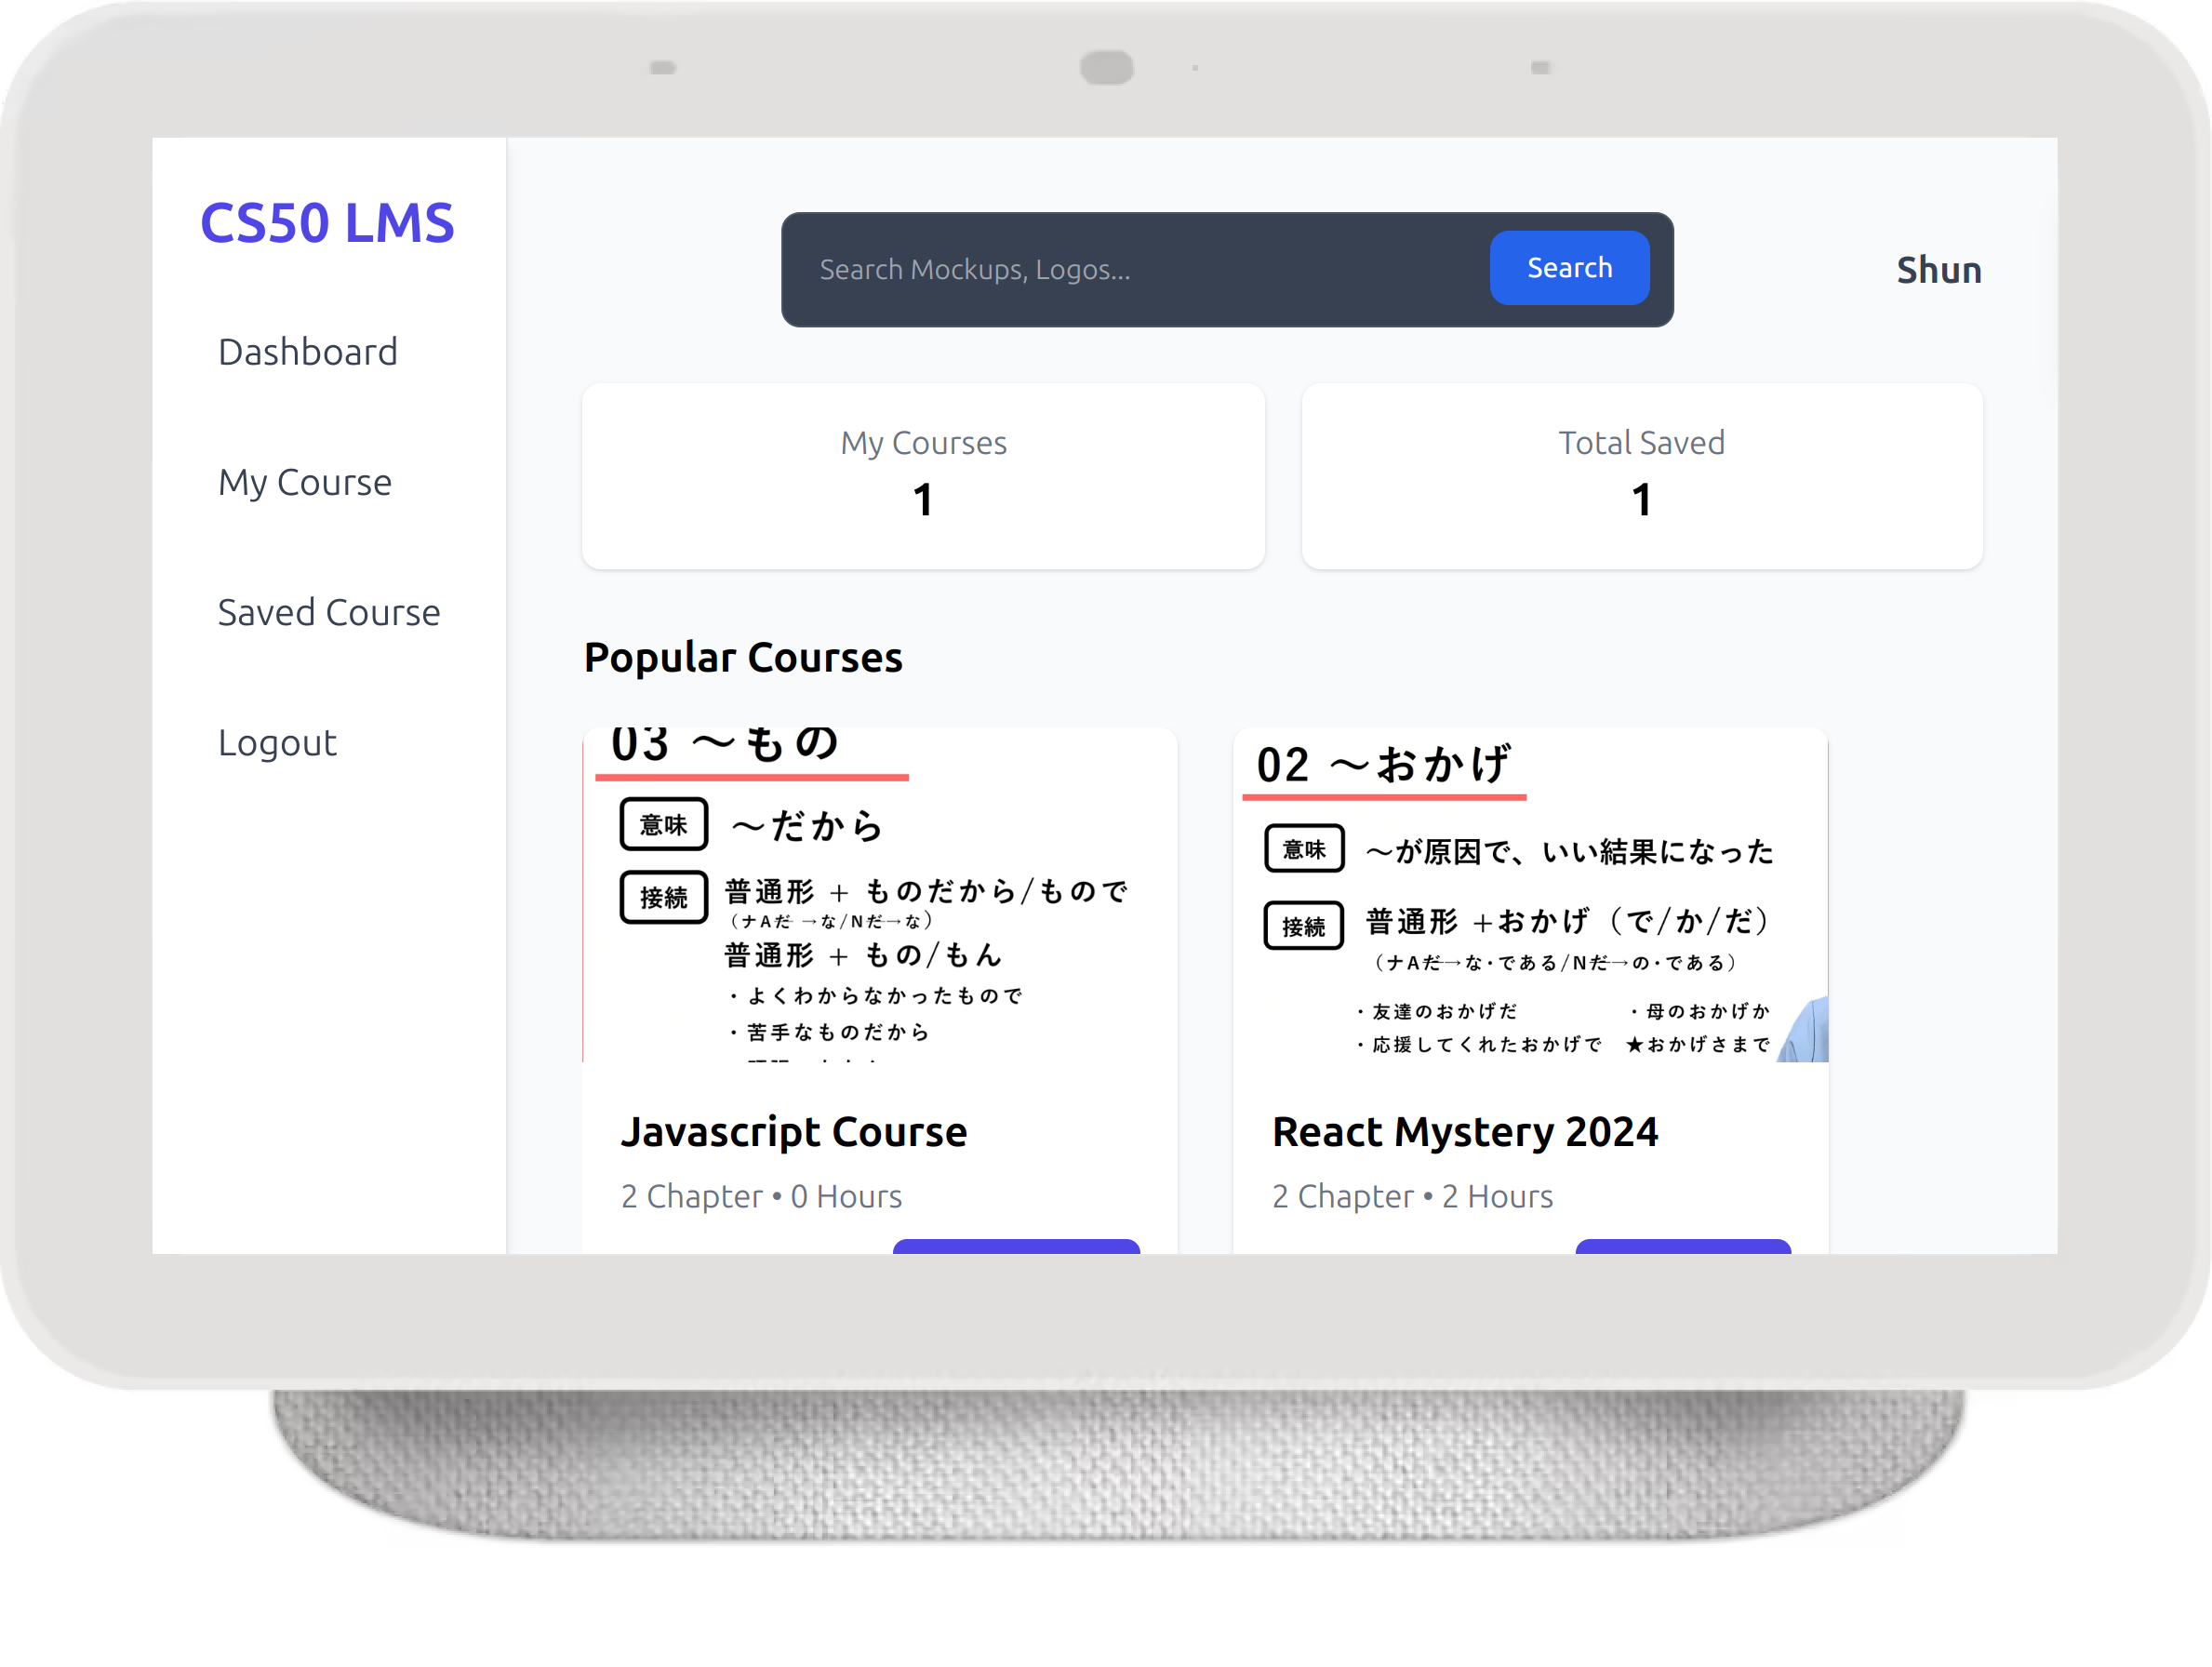 CS50 LMS
Dashboard
My Course
Saved Course
Logout
Search Mockups, Logos...
Search
Shun
My Courses
1
Total Saved
1
Popular Courses
03 ～もの
意味 ～だから
接続 普通形 + ものだから/もので
（ナAだ →な/Nだ→な）
普通形 + もの/もん
・よくわからなかったもので
・苦手なものだから
Javascript Course
2 Chapter • 0 Hours
02 ～おかげ
意味 ～が原因で、いい結果になった
接続 普通形 +おかげ（で/か/だ）
（ナAだ→な・である/Nだ→の・である）
・友達のおかげだ ・母のおかげか
・応援してくれたおかげで ★おかげさまで
React Mystery 2024
2 Chapter • 2 Hours